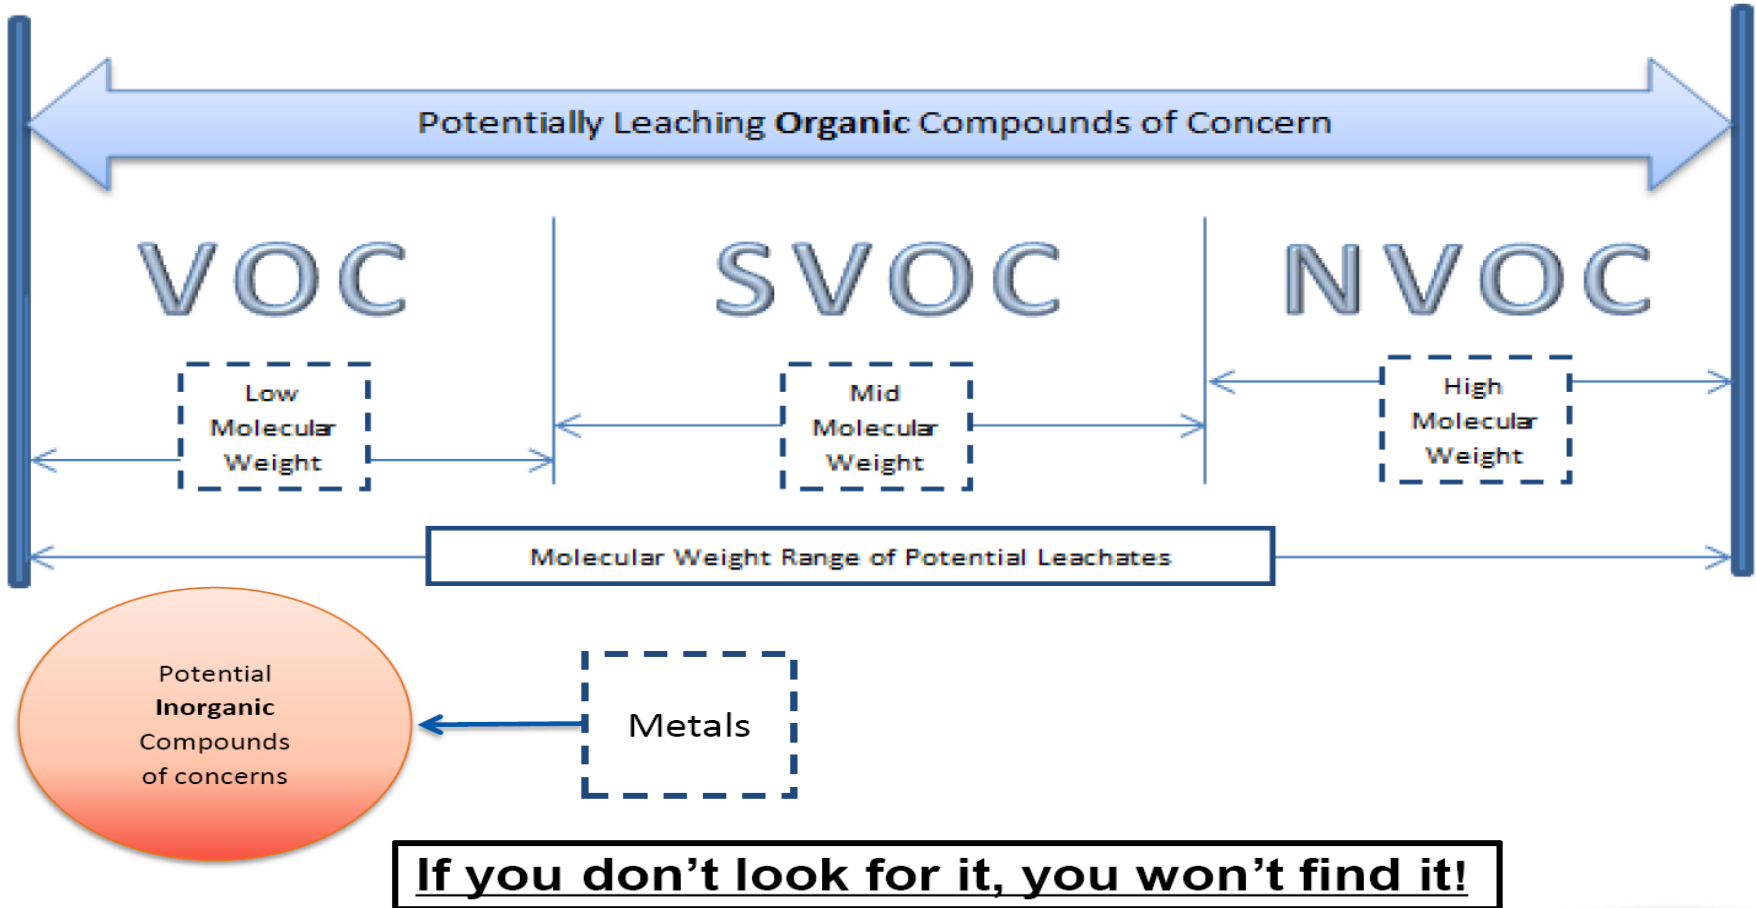 Potentially Leaching Organic Compounds of Concern
VOC
SVOC
NVOC
Low
Molecular
Weight
Mid
Molecular
Weight
High
Molecular
Weight
Molecular Weight Range of Potential Leachates
Potential
Inorganic
Compounds
of concerns
Metals
If you don’t look for it, you won’t find it!